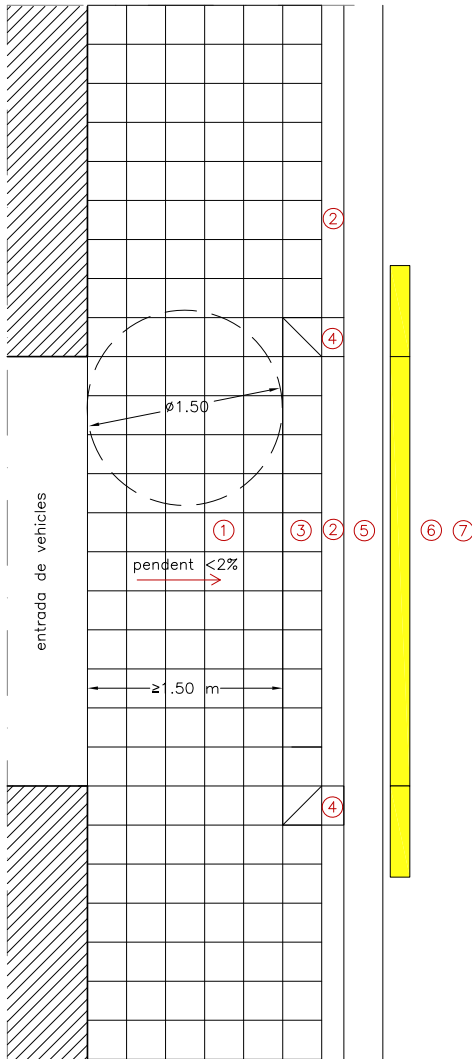 2
4
ø1.50
entrada de vehicles
1 3 2 5 6 7
pendent <2%
≥1.50 m
4